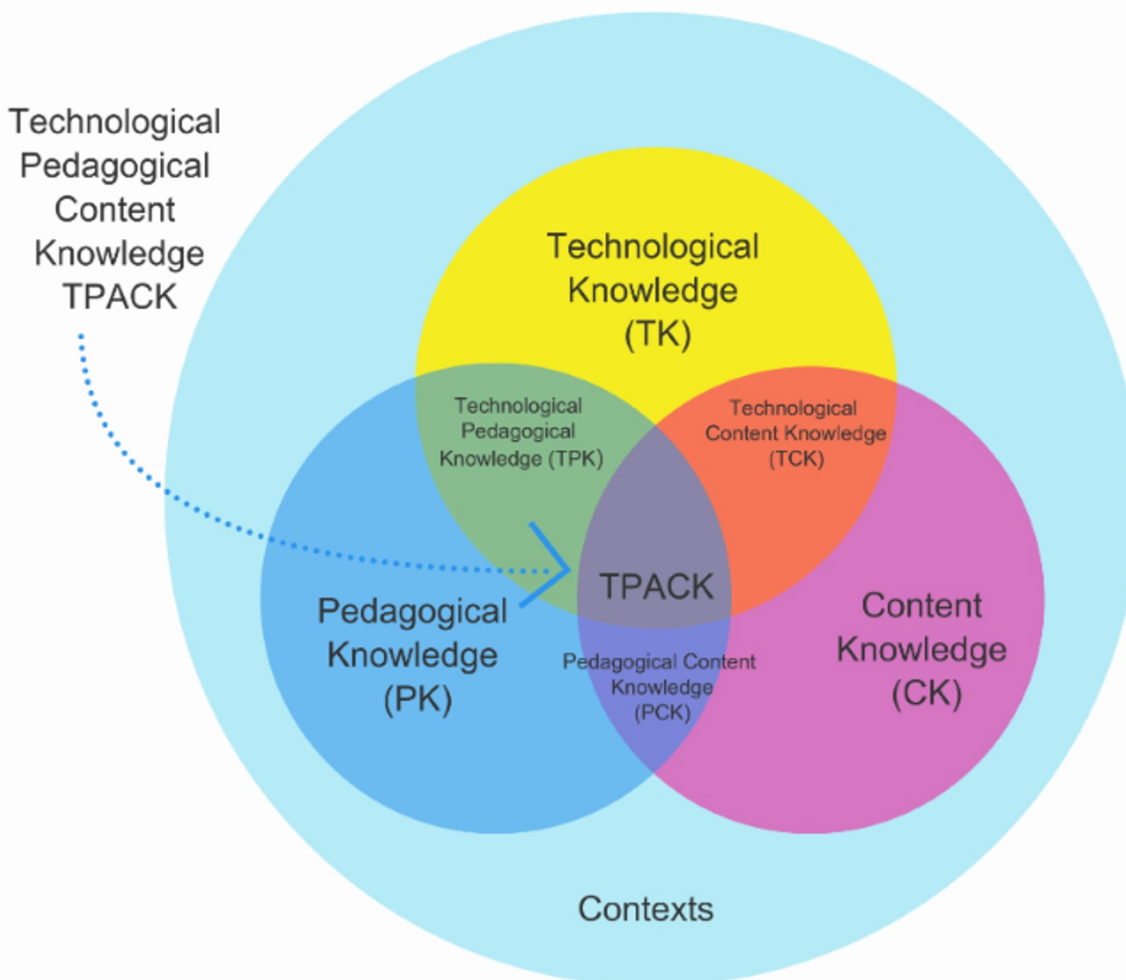 Technological
Pedagogical
Content
Knowledge
TPACK
Technological
Knowledge
(TK)
Technological
Pedagogical
Knowledge (TPK)
Technological
Content Knowledge
(TCK)
TPACK
Pedagogical
Knowledge
(PK)
Content
Knowledge
(CK)
Pedagogical Content
Knowledge
(PCK)
Contexts